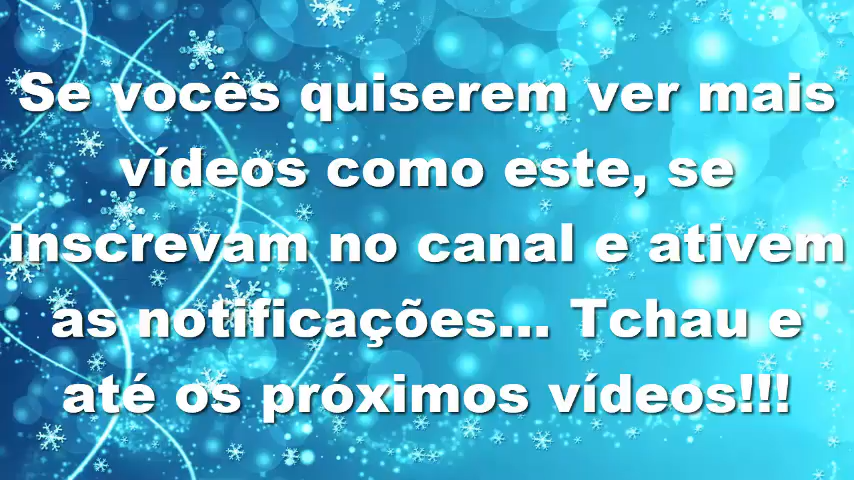 Se vocês quiserem ver mais
vídeos como este, se
inscrevam no canal e ativem
as notificações... Tchau e
até os próximos vídeos!!!